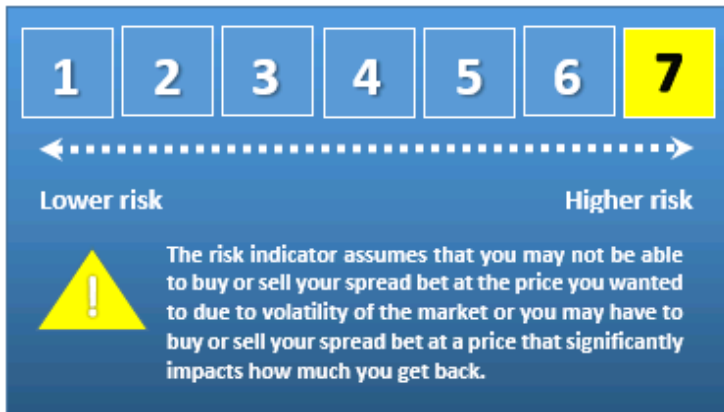 1 2 3 4 5 6 7
Lower risk Higher risk
!
The risk indicator assumes that you may not be able
to buy or sell your spread bet at the price you wanted
to due to volatility of the market or you may have to
buy or sell your spread bet at a price that significantly
impacts how much you get back.